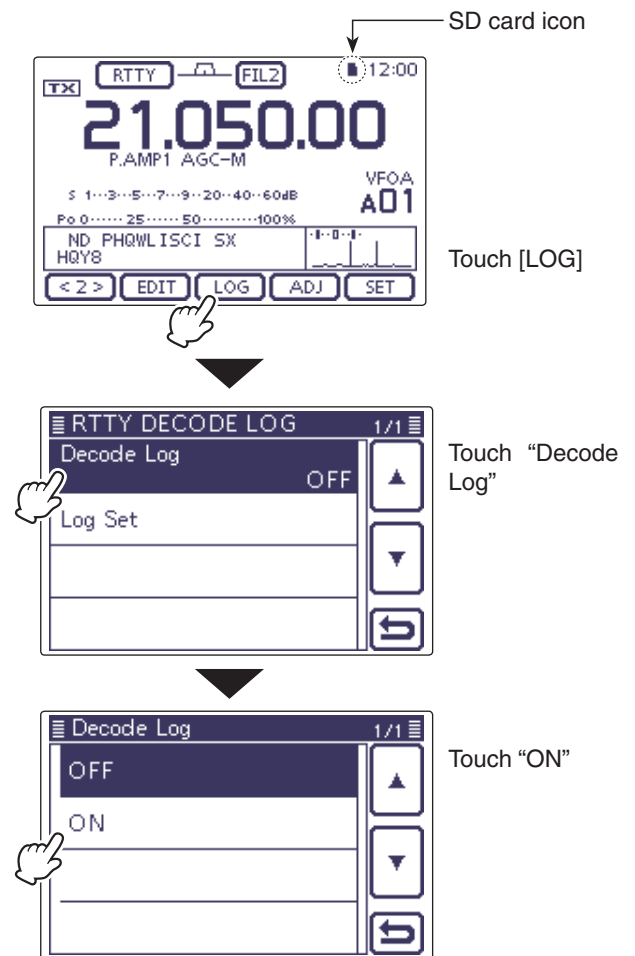 SD card icon
RTTY FIL2 12:00
TX
21.050.00
P.AMP1 AGC-M
VFOA
S 1···3···5···7···9··20··40··60dB
A01
Po 0······25······50··········100%
ND PHQWLISCI SX
HQY8
Touch [LOG]
< 2 > EDIT LOG ADJ SET
RTTY DECODE LOG 1/1
Decode Log
OFF
Touch “Decode
Log”
Log Set
Decode Log 1/1
OFF
Touch “ON”
ON